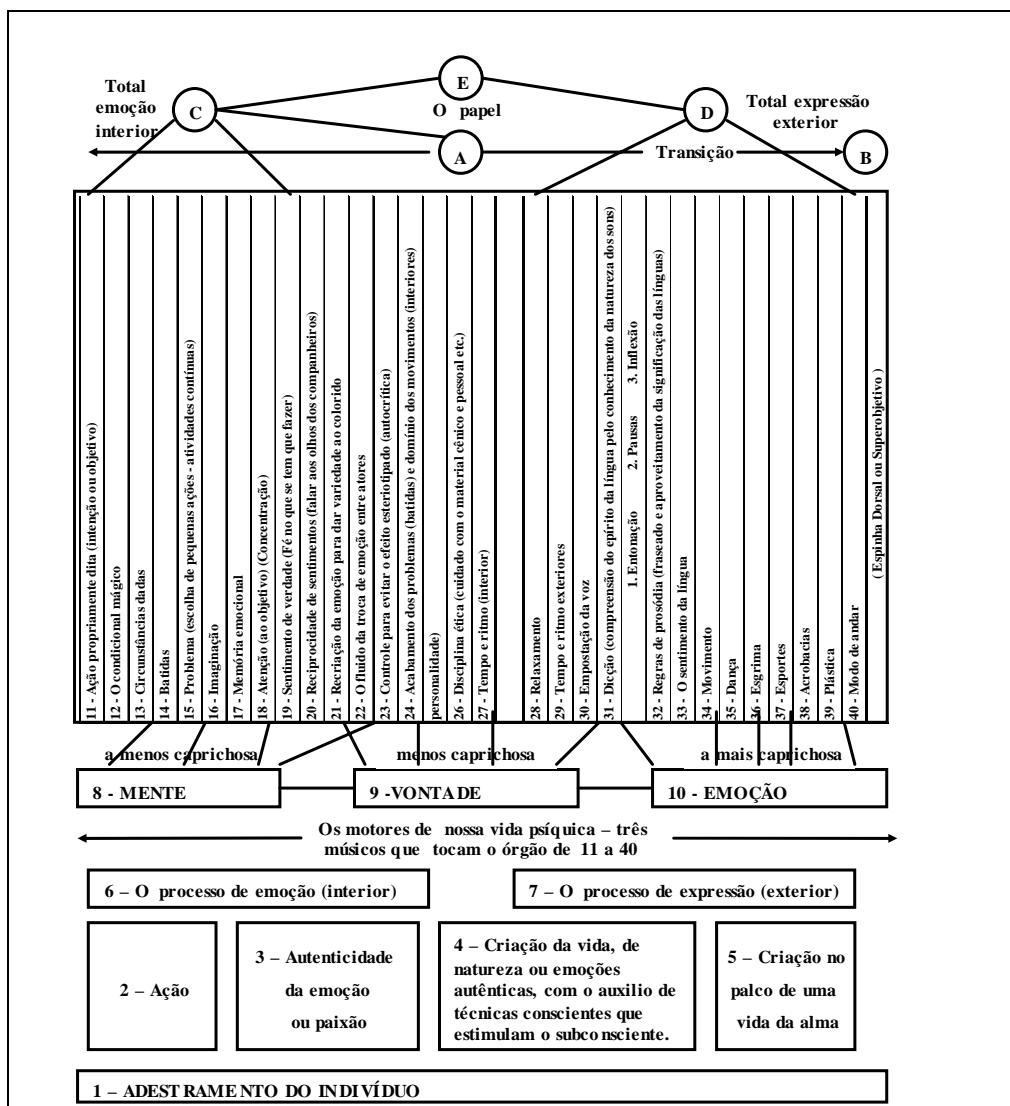 E
Total
emoção
interior
C
O papel
D
Total expressão
exterior
A
Transição
B
11 - Ação propriamente dita (intenção ou objetivo)
12 - O condicional mágico
13 - Circunstâncias dadas
14 - Batidas
15 - Problema (escolha de pequenas ações - atividades contínuas)
16 - Imaginação
17 - Memória emocional
18 - Atenção (ao objetivo) (Concentração)
19 - Sentimento de verdade (Fé no que se tem que fazer)
20 - Reciprocidade de sentimentos (falar aos olhos dos companheiros)
21 - Recriação da emoção para dar variedade ao colorido
22 - O fluído da troca de emoção entre atores
23 - Controle para evitar o efeito esteriotipado (autocrítica)
24 - Acabamento dos problemas (batidas) e domínio dos movimentos (interiores)
personalidade)
26 - Disciplina ética (cuidado com o material cênico e pessoal etc.)
27 - Tempo e ritmo (interior)
28 - Relaxamento
29 - Tempo e ritmo exteriores
30 - Empostação da voz
31 - Dicção (compreensão do epírito da língua pelo conhecimento da natureza dos sons)
1. Entonação 2. Pausas 3. Inflexão
32 - Regras de prosódia (fraseado e aproveitamento da significação das línguas)
33 - O sentimento da língua
34 - Movimento
35 - Dança
36 - Esgrima
37 - Esportes
38 - Acrobacias
39 - Plástica
40 - Modo de andar
( Espinha Dorsal ou Superobjetivo )
a menos caprichosa
menos caprichosa
a mais caprichosa
8 - MENTE
9 -VONTADE
10 - EMOÇÃO
Os motores de nossa vida psíquica – três
músicos que tocam o órgão de 11 a 40
6 – O processo de emoção (interior)
7 – O processo de expressão (exterior)
2 – Ação
3 – Autenticidade
da emoção
ou paixão
4 – Criação da vida, de
natureza ou emoções
autênticas, com o auxilio de
técnicas conscientes que
estimulam o subconsciente.
5 – Criação no
palco de uma
vida da alma
1 – ADESTRAMENTO DO INDIVÍDUO